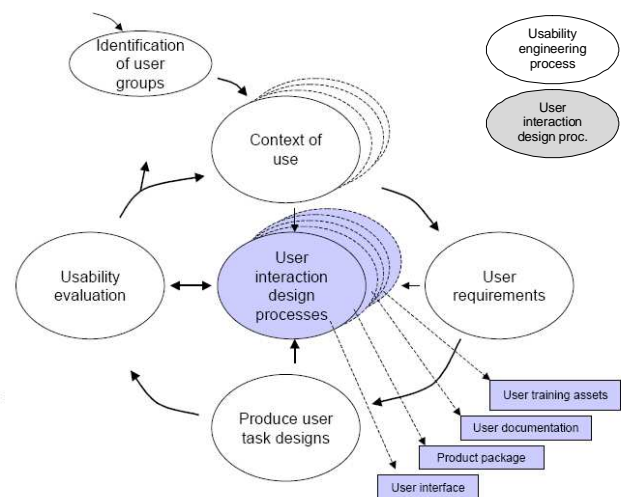 Identification
of user
groups
Usability
engineering
process
User
interaction
design proc.
Context of
use
Usability
evaluation
User
interaction
design
processes
User
requirements
Produce user
task designs
User training assets
User documentation
Product package
User interface